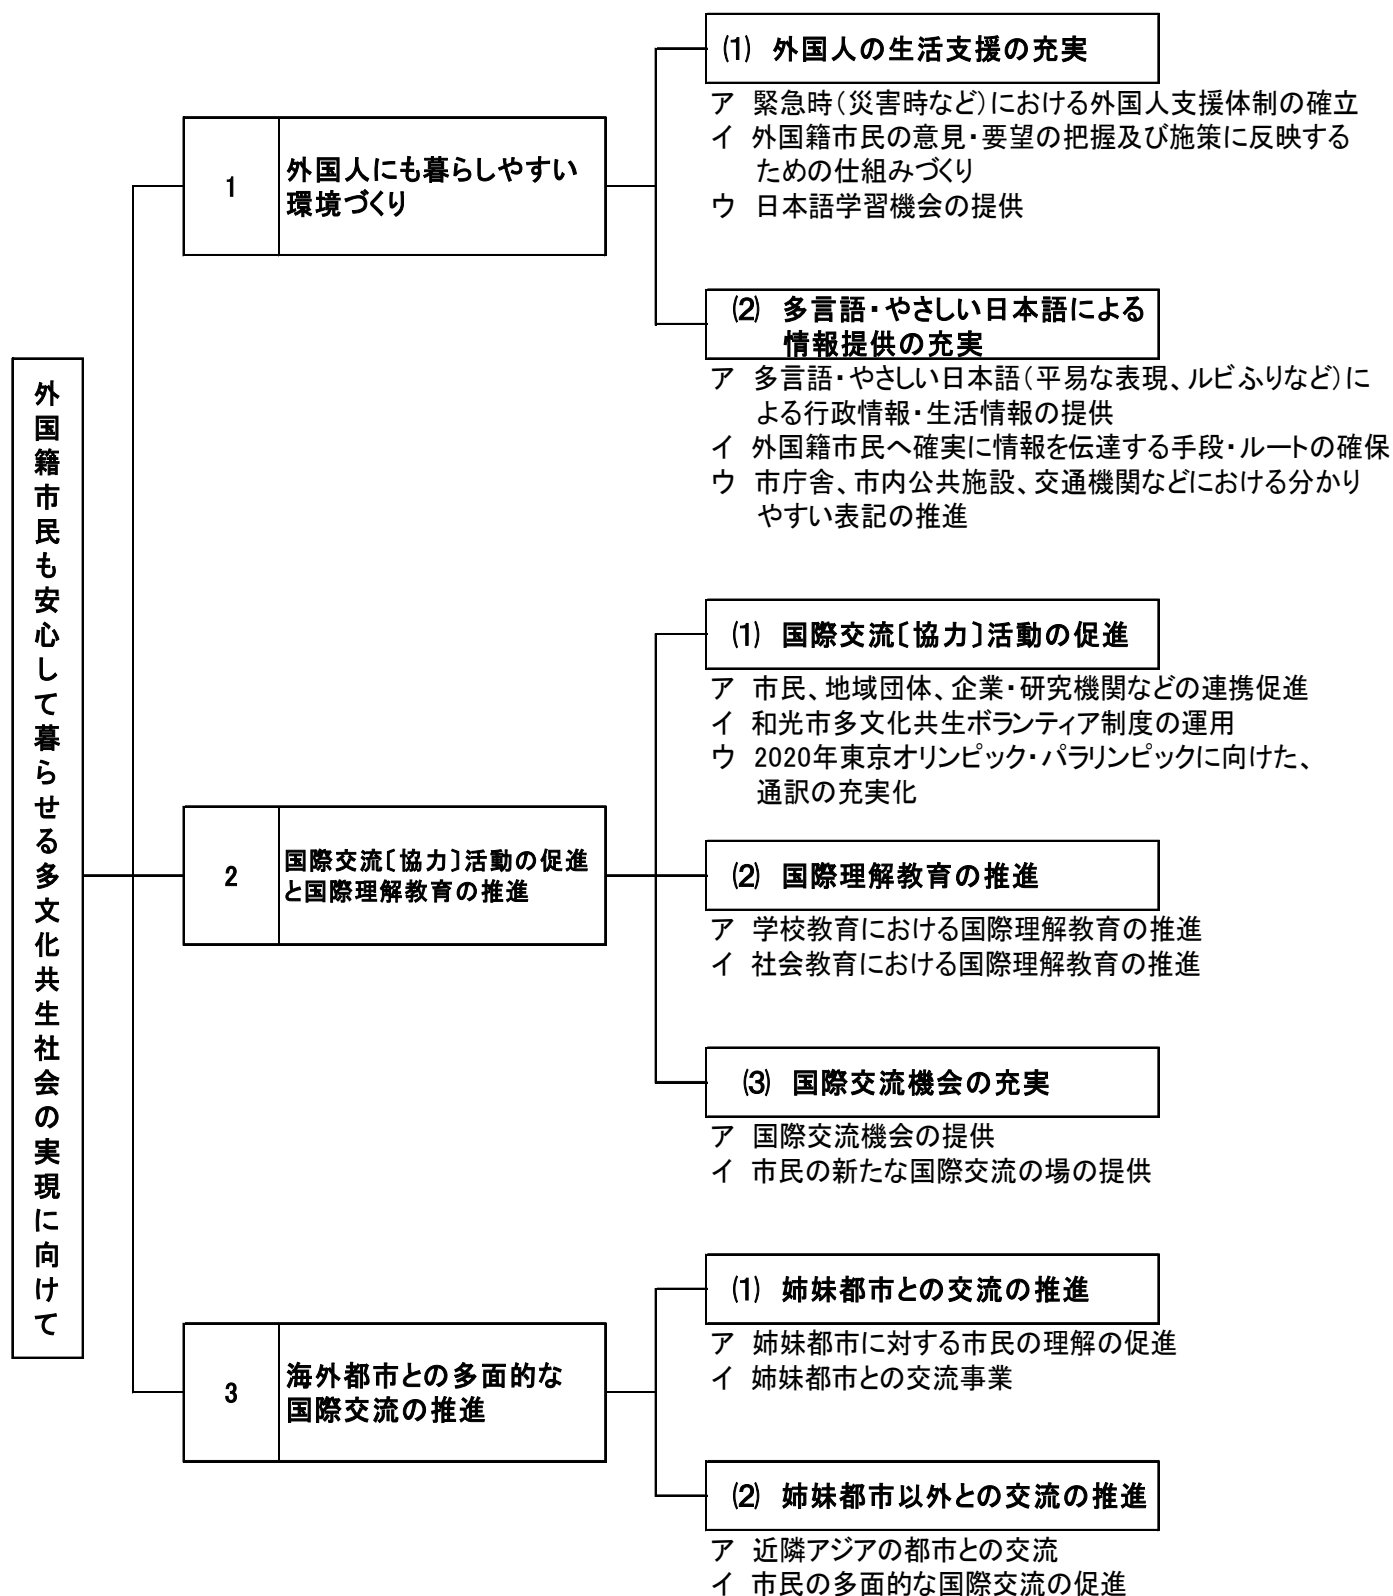 外国籍市民も安心して暮らせる多文化共生社会の実現に向けて
1
外国人にも暮らしやすい
環境づくり
(1) 外国人の生活支援の充実
ア 緊急時(災害時など)における外国人支援体制の確立
イ 外国籍市民の意見・要望の把握及び施策に反映する
ための仕組みづくり
ウ 日本語学習機会の提供
(2) 多言語・やさしい日本語による
情報提供の充実
ア 多言語・やさしい日本語(平易な表現、ルビふりなど)に
よる行政情報・生活情報の提供
イ 外国籍市民へ確実に情報を伝達する手段・ルートの確保
ウ 市庁舎、市内公共施設、交通機関などにおける分かり
やすい表記の推進
2
国際交流〔協力〕活動の促進
と国際理解教育の推進
(1) 国際交流〔協力〕活動の促進
ア 市民、地域団体、企業・研究機関などの連携促進
イ 和光市多文化共生ボランティア制度の運用
ウ 2020年東京オリンピック・パラリンピックに向けた、
通訳の充実化
(2) 国際理解教育の推進
ア 学校教育における国際理解教育の推進
イ 社会教育における国際理解教育の推進
(3) 国際交流機会の充実
ア 国際交流機会の提供
イ 市民の新たな国際交流の場の提供
3
海外都市との多面的な
国際交流の推進
(1) 姉妹都市との交流の推進
ア 姉妹都市に対する市民の理解の促進
イ 姉妹都市との交流事業
(2) 姉妹都市以外との交流の推進
ア 近隣アジアの都市との交流
イ 市民の多面的な国際交流の促進